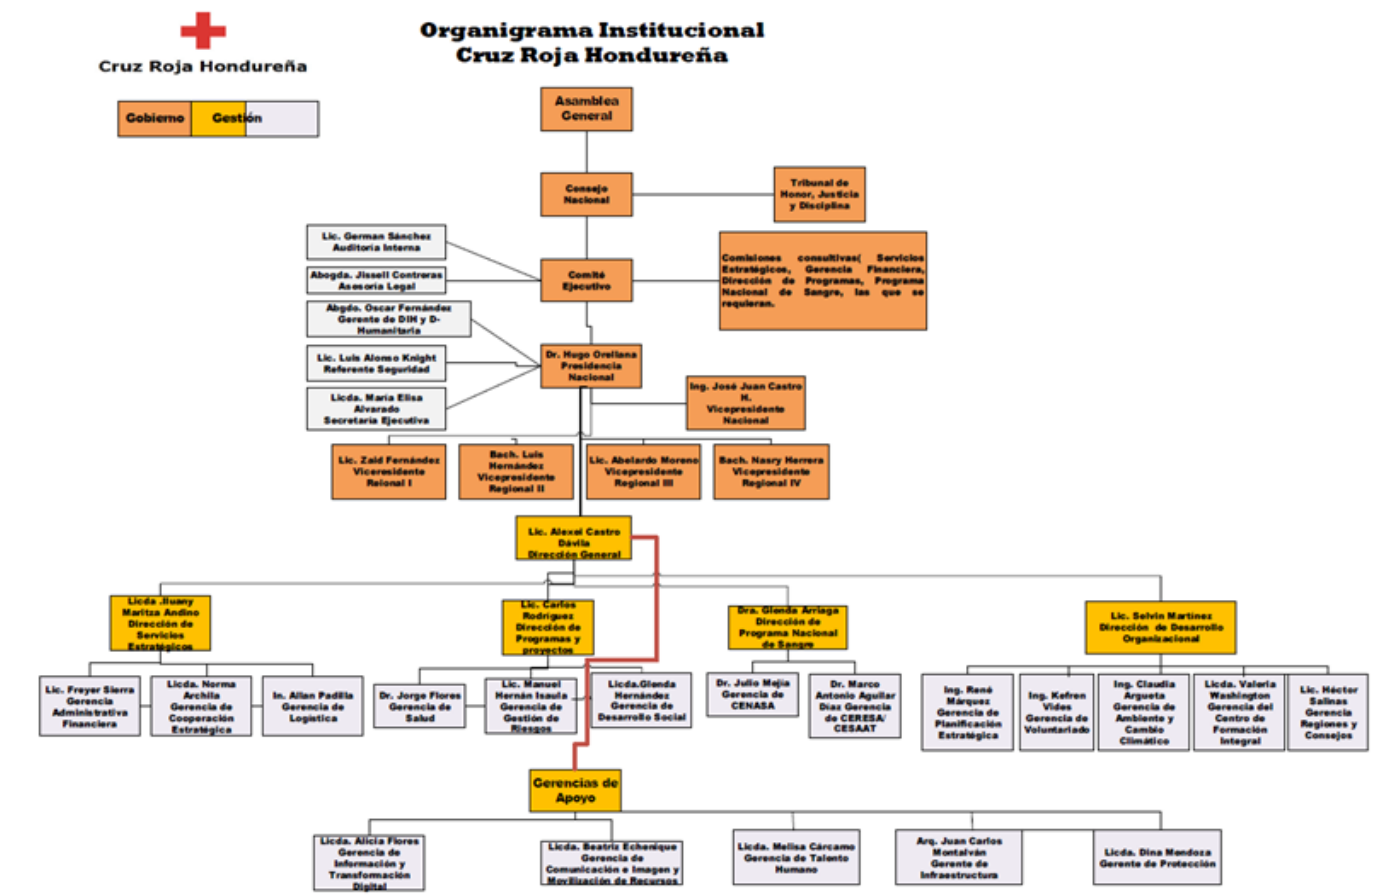 Organigrama Institucional
Cruz Roja Hondureña
Cruz Roja Hondureña
Gobierno
Gestión
Asamblea
General
Consejo
Nacional
Tribunal de
Honor, Justicia
y Disciplina
Lic. German Sánchez
Auditoria Interna
Abogda. Jissell Contreras
Asesoría Legal
Comité
Ejecutivo
Comisiones consultivas( Servicios
Estratégicos, Gerencia Financiera,
Dirección de Programas, Programa
Nacional de Sangre, las que se
requieran.
Abgdo. Oscar Fernández
Gerente de DIH y D-
Humanitaria
Lic. Luis Alonso Knight
Referente Seguridad
Licda. María Elisa
Alvarado
Secretaria Ejecutiva
Dr. Hugo Orellana
Presidencia
Nacional
Ing. José Juan Castro
H.
Vicepresidente
Nacional
Lic. Zaid Fernández
Viceresidente
Reional I
Bach. Luis
Hernández
Vicepresidente
Regional II
Lic. Abelardo Moreno
Vicepresidente
Regional III
Bach. Nasry Herrera
Vicepresidente
Regional IV
Lic. Alexei Castro
Dávila
Dirección General
Licda .Iluany
Maritza Andino
Dirección de
Servicios
Estratégicos
Lic. Carlos
Rodríguez
Dirección de
Programas y
proyectos
Dra. Glenda Arriaga
Dirección de
Programa Nacional
de Sangre
Lic. Selvin Martínez
Dirección de Desarrollo
Organizacional
Lic. Freyer Sierra
Gerencia
Administrativa
Financiera
Licda. Norma
Archila
Gerencia de
Cooperación
Estratégica
In. Allan Padilla
Gerencia de
Logística
Dr. Jorge Flores
Gerencia de
Salud
Lic. Manuel
Hernán Isaula
Gerencia de
Gestión de
Riesgos
Licda.Glenda
Hernández
Gerencia de
Desarrollo Social
Dr. Julio Mejía
Gerencia de
CENASA
Dr. Marco
Antonio Aguilar
Díaz Gerencia
de CERESA/
CESAAT
Ing. René
Márquez
Gerencia de
Planificación
Estratégica
Ing. Kefren
Vides
Gerencia de
Voluntariado
Ing. Claudia
Argueta
Gerencia de
Ambiente y
Cambio
Climático
Licda. Valeria
Washington
Gerencia del
Centro de
Formación
Integral
Lic. Héctor
Salinas
Gerencia
Regiones y
Consejos
Gerencias de
Apoyo
Licda. Alicia Flores
Gerencia de
Información y
Transformación
Digital
Licda. Beatriz Echenique
Gerencia de
Comunicación e Imagen y
Movilización de Recursos
Licda. Melisa Cárcamo
Gerencia de Talento
Humano
Arq. Juan Carlos
Montalván
Gerente de
Infraestructura
Licda. Dina Mendoza
Gerente de Protección